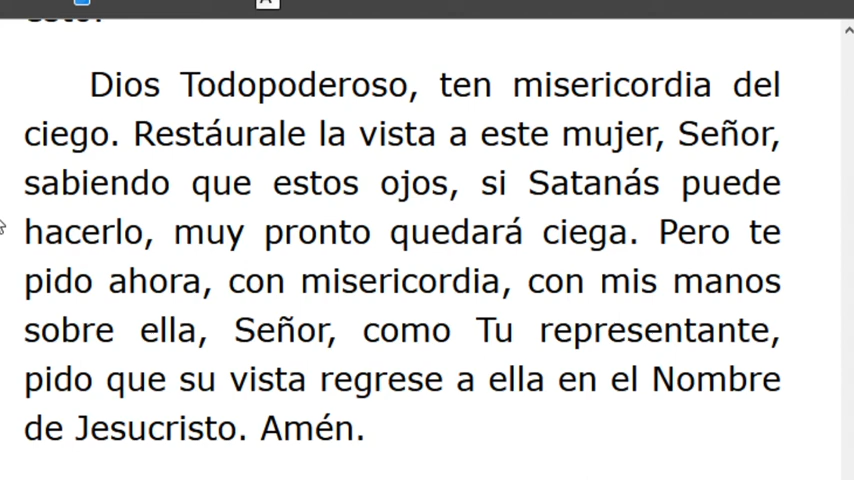 Dios Todopoderoso, ten misericordia del
ciego. Restáurale la vista a este mujer, Señor,
sabiendo que estos ojos, si Satanás puede
hacerlo, muy pronto quedará ciega. Pero te
pido ahora, con misericordia, con mis manos
sobre ella, Señor, como Tu representante,
pido que su vista regrese a ella en el Nombre
de Jesucristo. Amén.